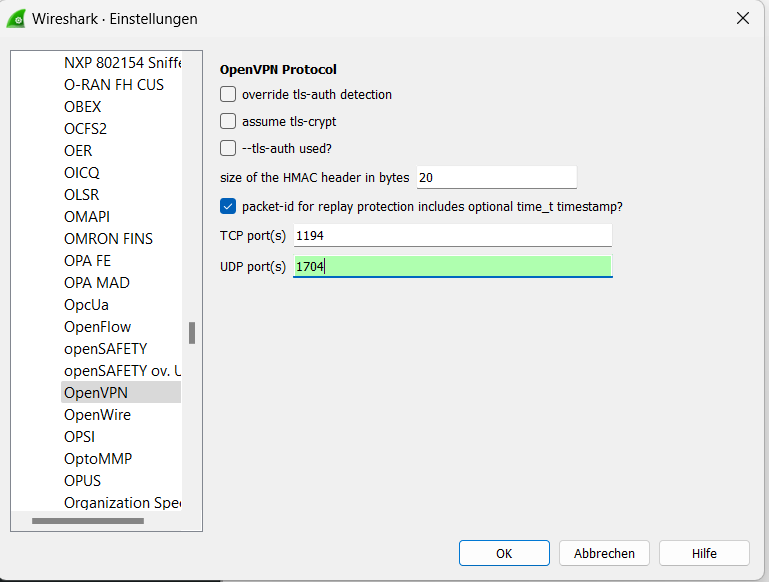 Wireshark · Einstellungen
NXP 802154 Sniffe
O-RAN FH CUS
OBEX
OCFS2
OER
OICQ
OLSR
OMAPI
OMRON FINS
OPA FE
OPA MAD
OpcUa
OpenFlow
openSAFETY
openSAFETY ov. U
OpenVPN
OpenWire
OPSI
OptoMMP
OPUS
Organization Spe
OpenVPN Protocol
override tls-auth detection
assume tls-crypt
--tls-auth used?
size of the HMAC header in bytes 20
packet-id for replay protection includes optional time_t timestamp?
TCP port(s) 1194
UDP port(s) 1704
OK Abbrechen Hilfe